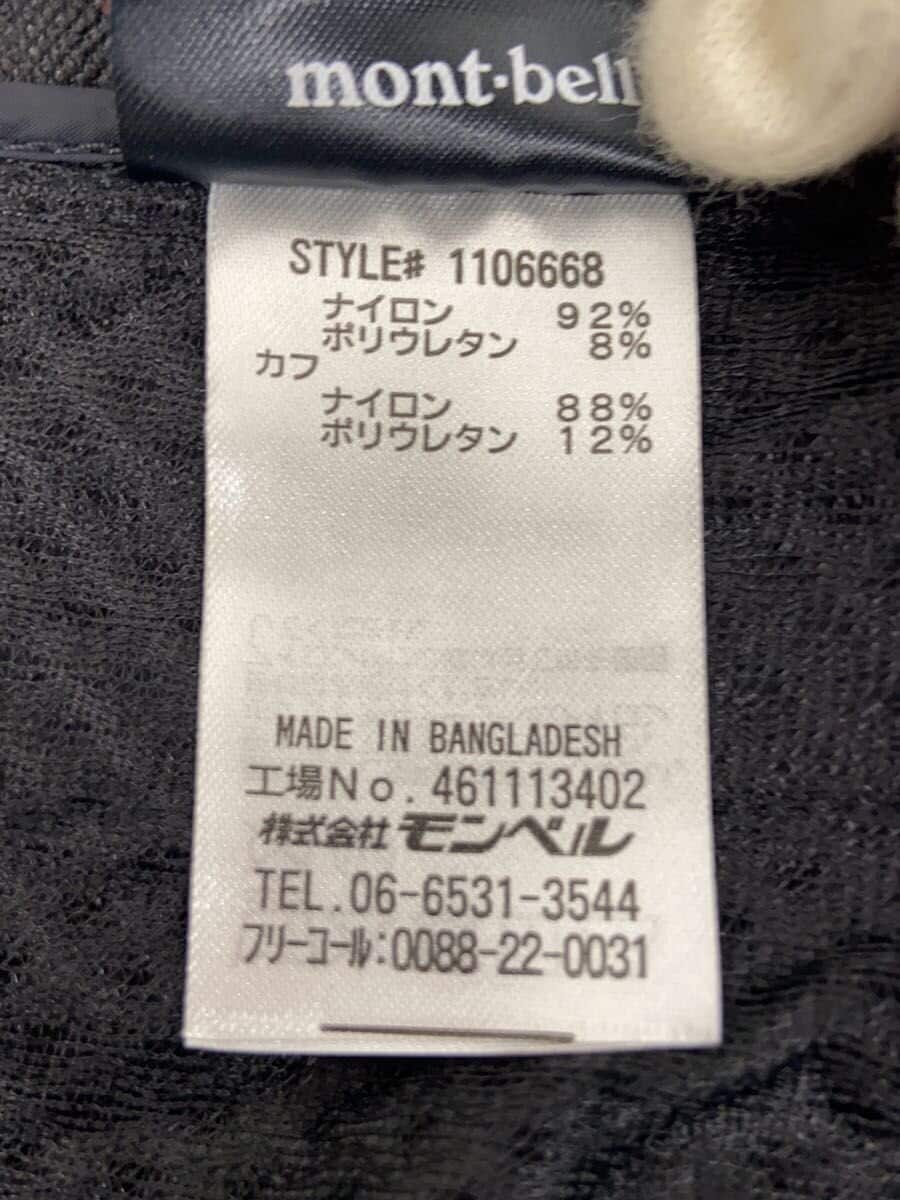 mont-bell
STYLE# 1106668
ナイロン 92%
ポリウレタン 8%
カフ
ナイロン 88%
ポリウレタン 12%
MADE IN BANGLADESH
工場No.461113402
株式会社モンベル
TEL.06-6531-3544
フリーコール:0088-22-0031